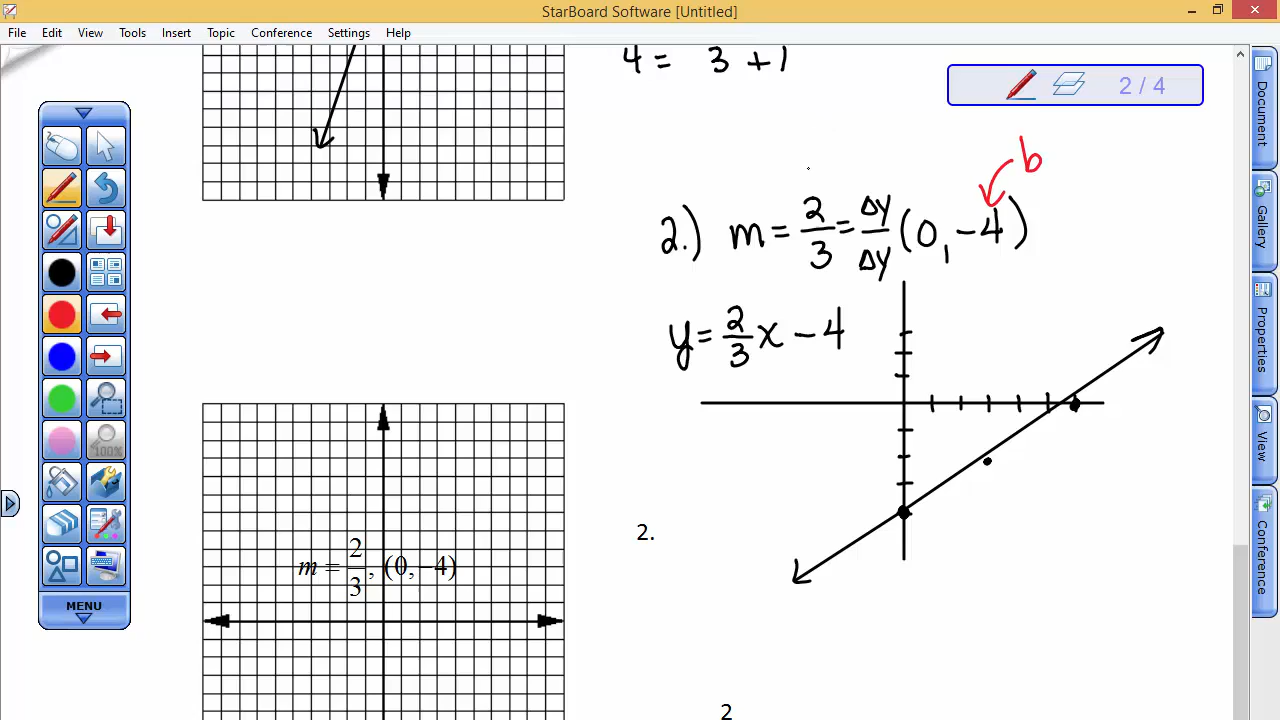 StarBoard Software [Untitled]
File Edit View Tools Insert Topic Conference Settings Help
4 = 3 + 1
2 / 4
b
2.) m = 2/3 = Δy/Δy (0, -4)
y = 2/3 x - 4
m = 2/3, (0, -4)
2.
2
100%
MENU
Document
Gallery
Properties
View
Conference